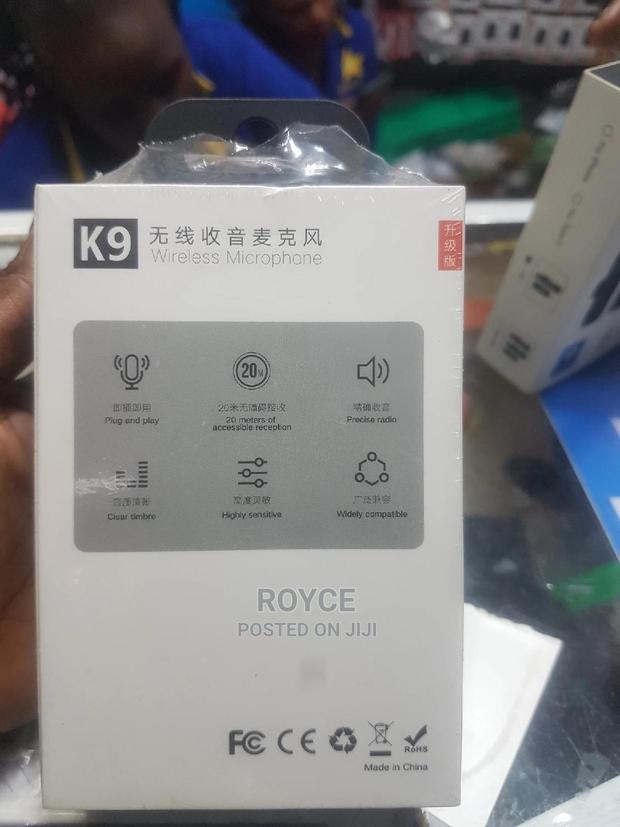 K9 无线收音麦克风
Wireless Microphone
升级版
20M
即插即用
Plug and play
20米无障碍接收
20 meters of
accessible reception
精确收音
Precise radio
音质清晰
Clear timbre
高度灵敏
Highly sensitive
广泛兼容
Widely compatible
ROYCE
POSTED ON JIJI
FC CE
RoHS
Made in China